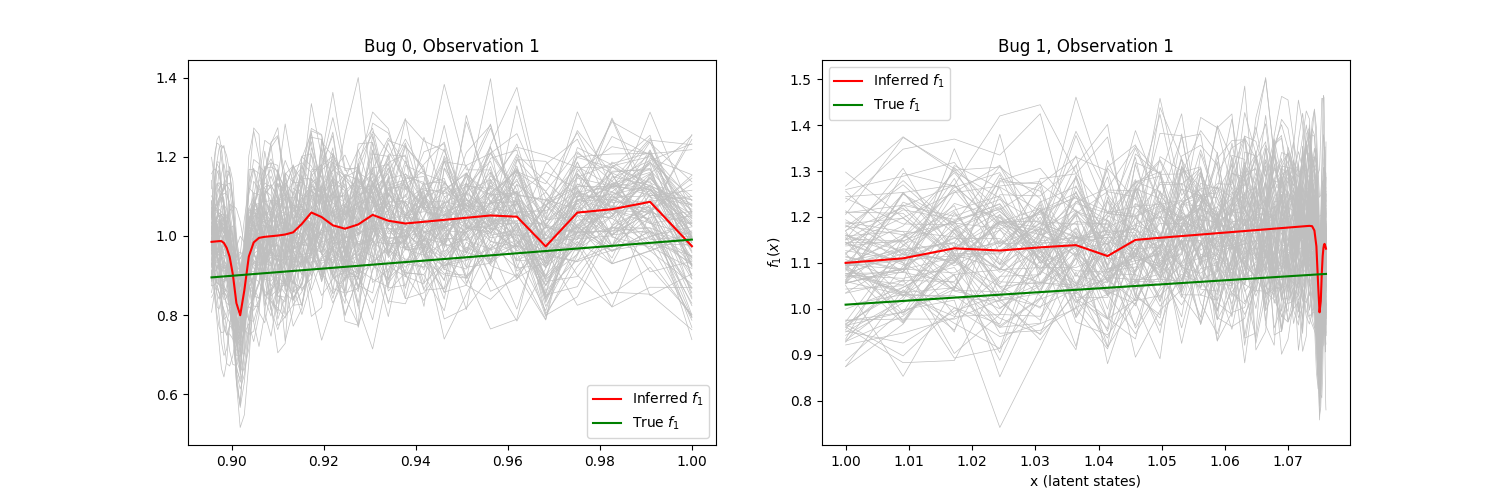 Bug 0, Observation 1
1.4
1.2
1.0
0.8
0.6
0.90 0.92 0.94 0.96 0.98 1.00
Inferred f₁
True f₁
Bug 1, Observation 1
Inferred f₁
True f₁
f₁(x)
1.5
1.4
1.3
1.2
1.1
1.0
0.9
0.8
1.00 1.01 1.02 1.03 1.04 1.05 1.06 1.07
x (latent states)